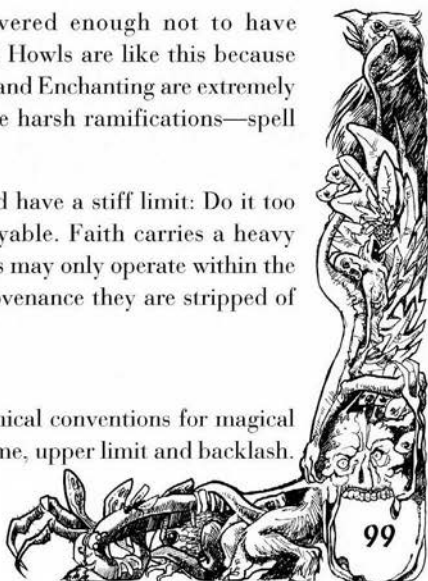 vered enough not to have
Howls are like this because
and Enchanting are extremely
e harsh ramifications—spell
d have a stiff limit: Do it too
yable. Faith carries a heavy
s may only operate within the
ovenance they are stripped of
nical conventions for magical
me, upper limit and backlash.
99